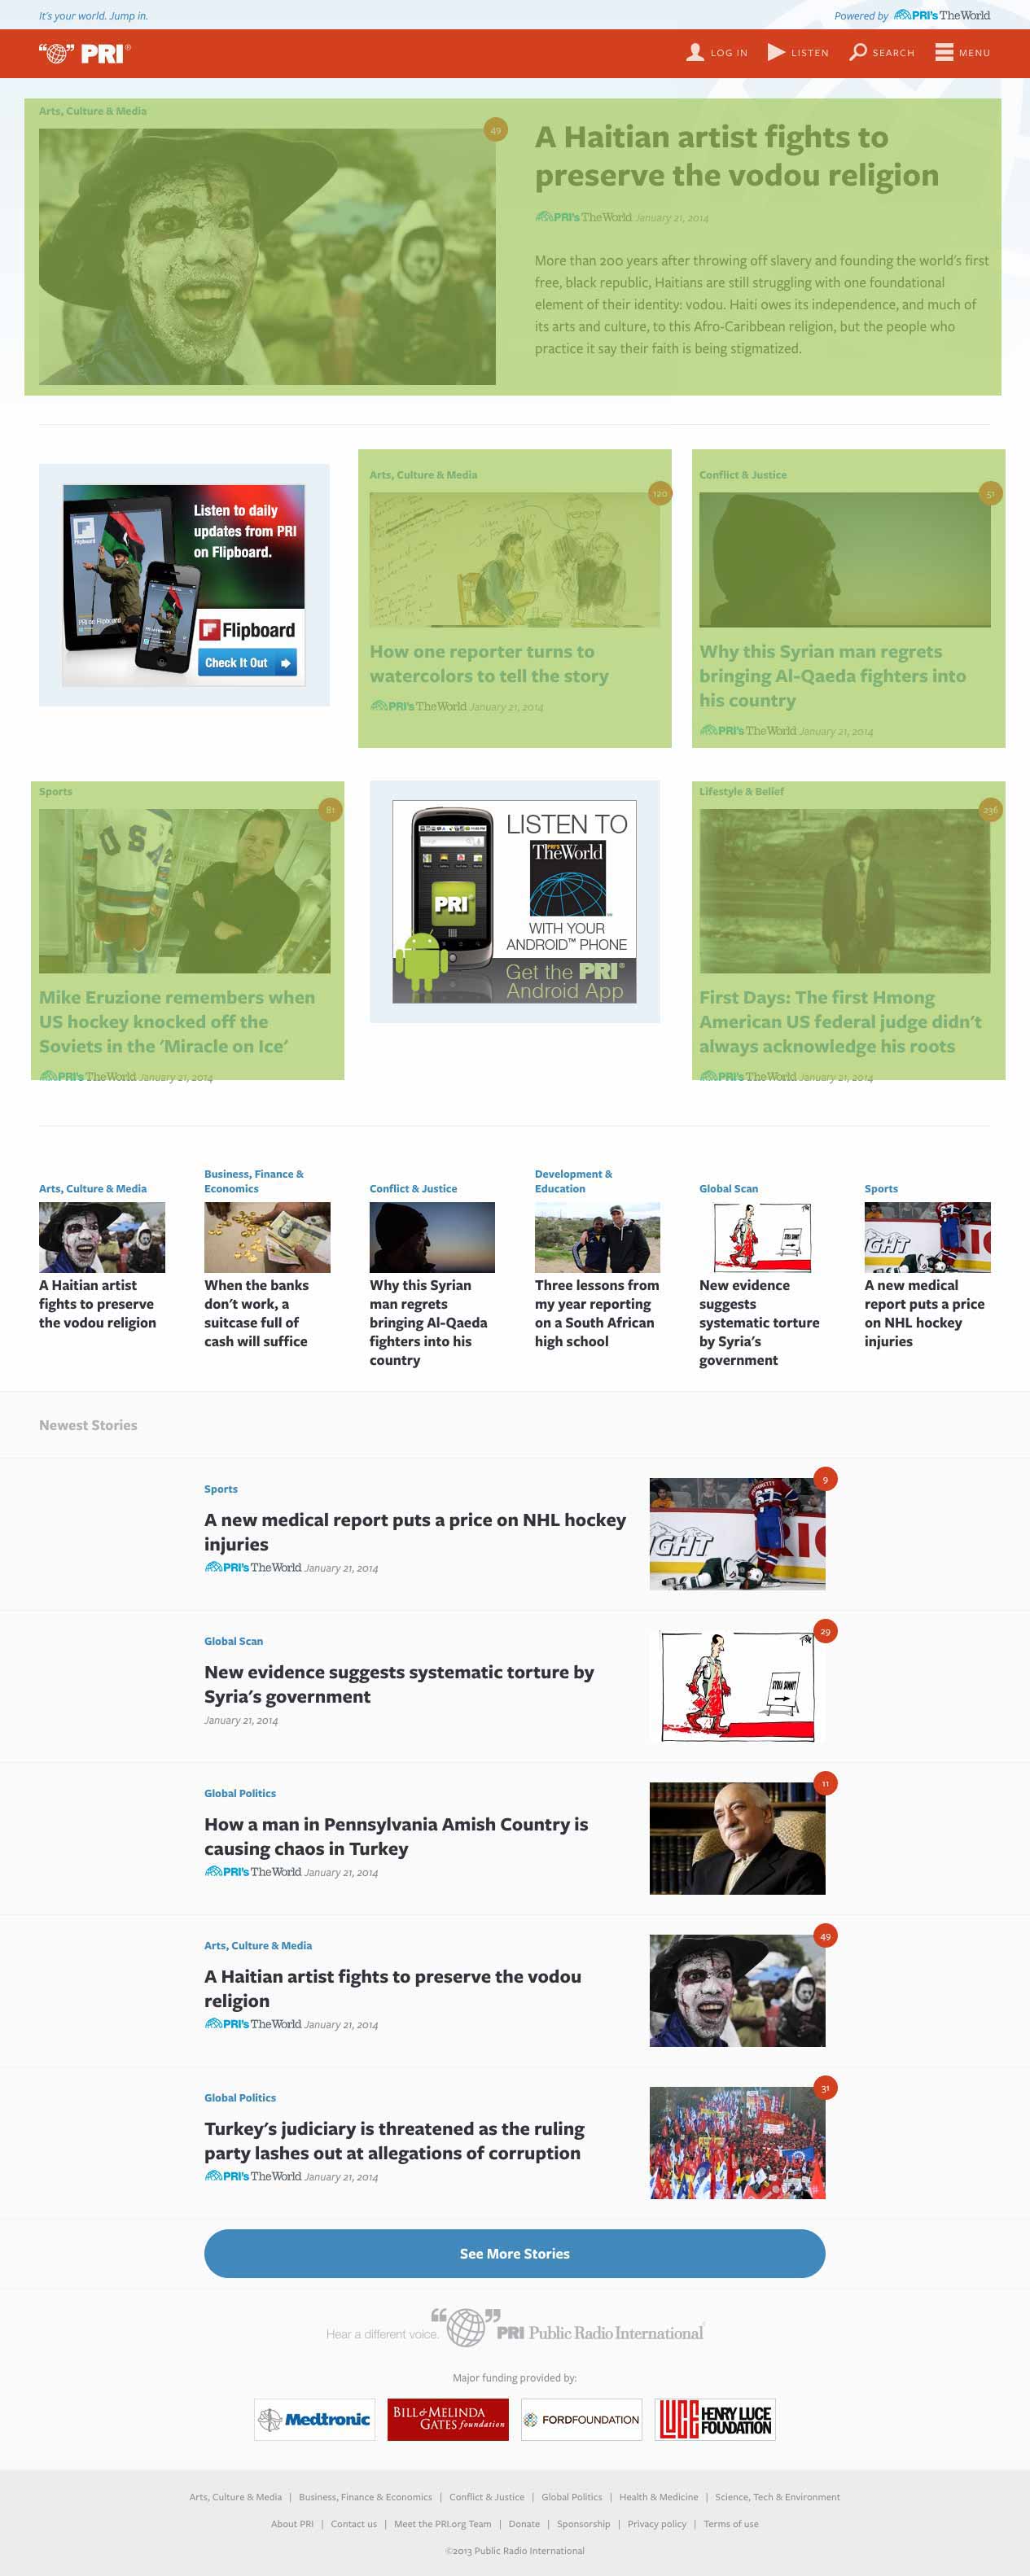 It's your world. Jump in.
Powered by PRI's The World
PRI®
LOG IN
LISTEN
SEARCH
MENU
Arts, Culture & Media
49
A Haitian artist fights to
preserve the vodou religion
PRI's The World January 21, 2014
More than 200 years after throwing off slavery and founding the world's first
free, black republic, Haitians are still struggling with one foundational
element of their identity: vodou. Haiti owes its independence, and much of
its arts and culture, to this Afro-Caribbean religion, but the people who
practice it say their faith is being stigmatized.
Listen to daily
updates from PRI
on Flipboard.
Flipboard
PRI on Flipboard
Flipboard
Check It Out
Arts, Culture & Media
120
How one reporter turns to
watercolors to tell the story
PRI's The World January 21, 2014
Conflict & Justice
51
Why this Syrian man regrets
bringing Al-Qaeda fighters into
his country
PRI's The World January 21, 2014
Sports
81
USA
Mike Eruzione remembers when
US hockey knocked off the
Soviets in the 'Miracle on Ice'
PRI's The World January 21, 2014
LISTEN TO
PRI's
The World
PRI
WITH YOUR
ANDROID™ PHONE
Get the PRI®
Android App
Lifestyle & Belief
236
First Days: The first Hmong
American US federal judge didn't
always acknowledge his roots
PRI's The World January 21, 2014
Arts, Culture & Media
A Haitian artist
fights to preserve
the vodou religion
Business, Finance &
Economics
When the banks
don't work, a
suitcase full of
cash will suffice
Conflict & Justice
Why this Syrian
man regrets
bringing Al-Qaeda
fighters into his
country
Development &
Education
Three lessons from
my year reporting
on a South African
high school
Global Scan
New evidence
suggests
systematic torture
by Syria's
government
Sports
GHT
A new medical
report puts a price
on NHL hockey
injuries
Newest Stories
Sports
A new medical report puts a price on NHL hockey
injuries
PRI's The World January 21, 2014
9
67
GHT
Global Scan
New evidence suggests systematic torture by
Syria's government
January 21, 2014
29
SYRIA SUMMIT
Global Politics
How a man in Pennsylvania Amish Country is
causing chaos in Turkey
PRI's The World January 21, 2014
11
Arts, Culture & Media
A Haitian artist fights to preserve the vodou
religion
PRI's The World January 21, 2014
49
Global Politics
Turkey's judiciary is threatened as the ruling
party lashes out at allegations of corruption
PRI's The World January 21, 2014
31
See More Stories
Hear a different voice. PRI Public Radio International
Major funding provided by:
Medtronic
BILL & MELINDA
GATES foundation
FORDFOUNDATION
LUCE HENRY LUCE
FOUNDATION
Arts, Culture & Media | Business, Finance & Economics | Conflict & Justice | Global Politics | Health & Medicine | Science, Tech & Environment
About PRI | Contact us | Meet the PRI.org Team | Donate | Sponsorship | Privacy policy | Terms of use
©2013 Public Radio International